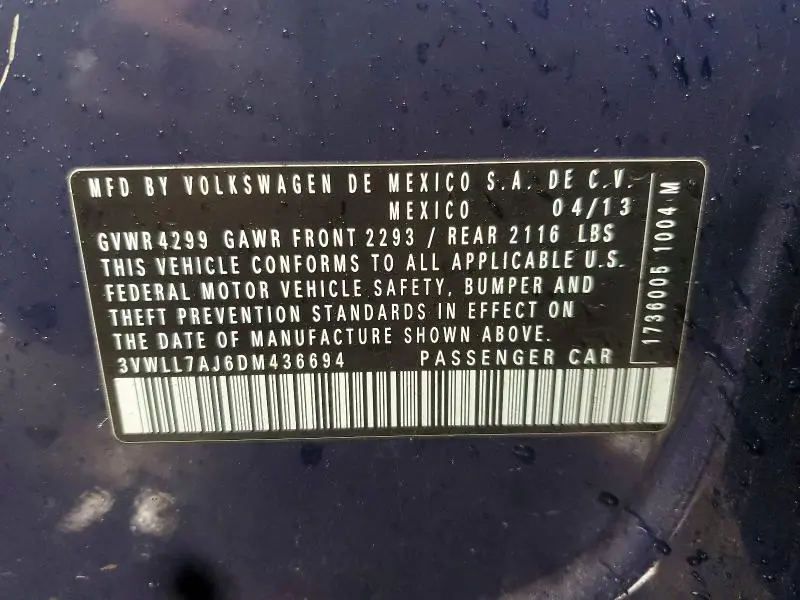 MFD BY VOLKSWAGEN DE MEXICO S.A. DE C.V.
MEXICO 04/13
GVWR 4299 GAWR FRONT 2293 / REAR 2116 LBS
THIS VEHICLE CONFORMS TO ALL APPLICABLE U.S.
FEDERAL MOTOR VEHICLE SAFETY, BUMPER AND
THEFT PREVENTION STANDARDS IN EFFECT ON
THE DATE OF MANUFACTURE SHOWN ABOVE.
3VWLL7AJ6DM436694 PASSENGER CAR
1736005 1004 M